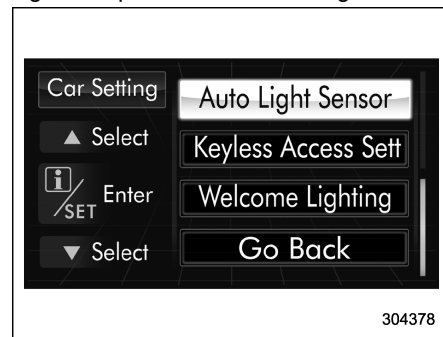 Car Setting
Auto Light Sensor
▲ Select
Keyless Access Sett
i/SET Enter
Welcome Lighting
▼ Select
Go Back
304378